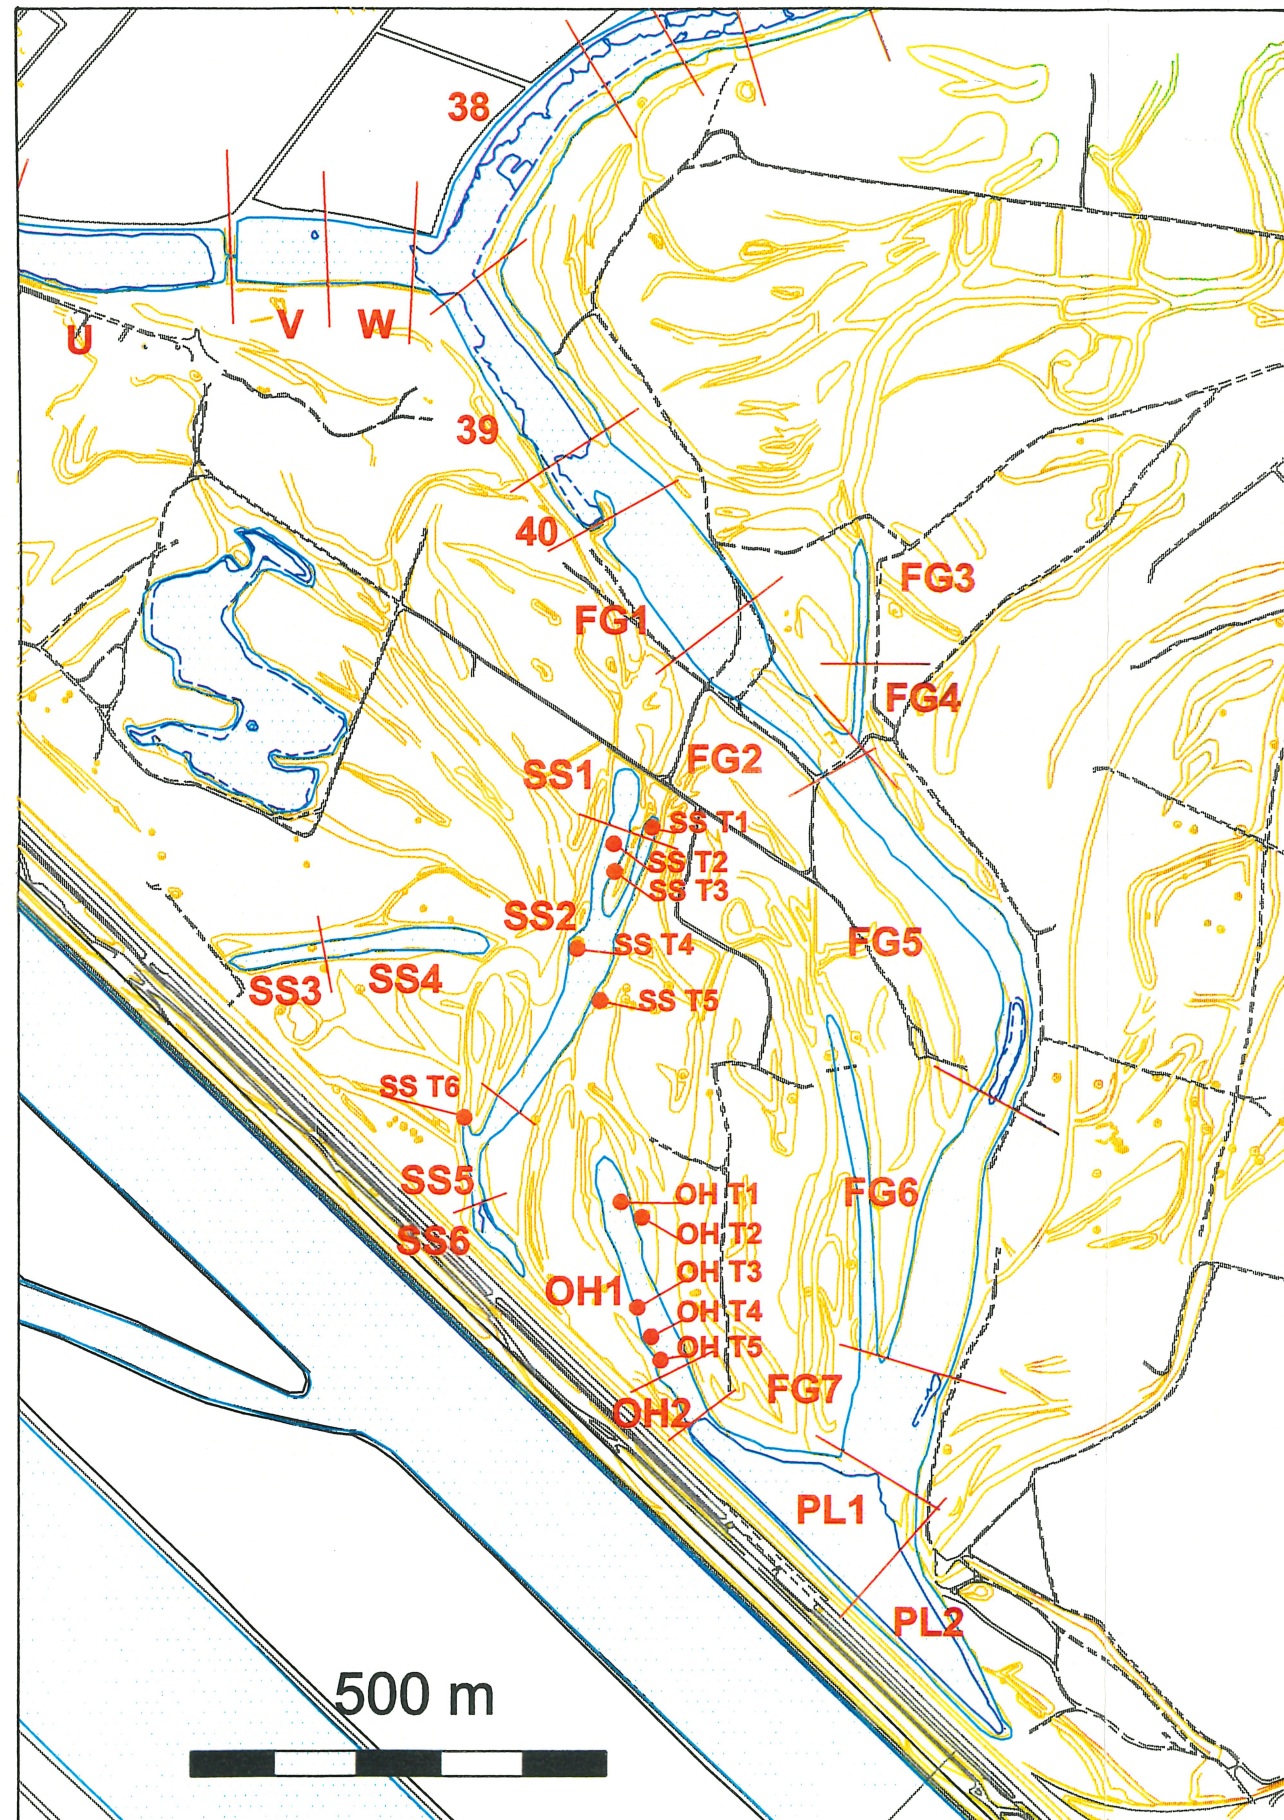 38
U
V
W
39
40
FG3
FG1
FG4
FG2
SS1
SS T1
SS T2
SS T3
SS2
SS T4
FG5
SS3
SS4
SS T5
SS T6
SS5
FG6
OH T1
OH T2
SS6
OH T3
OH1
OH T4
OH T5
FG7
OH2
PL1
PL2
500 m